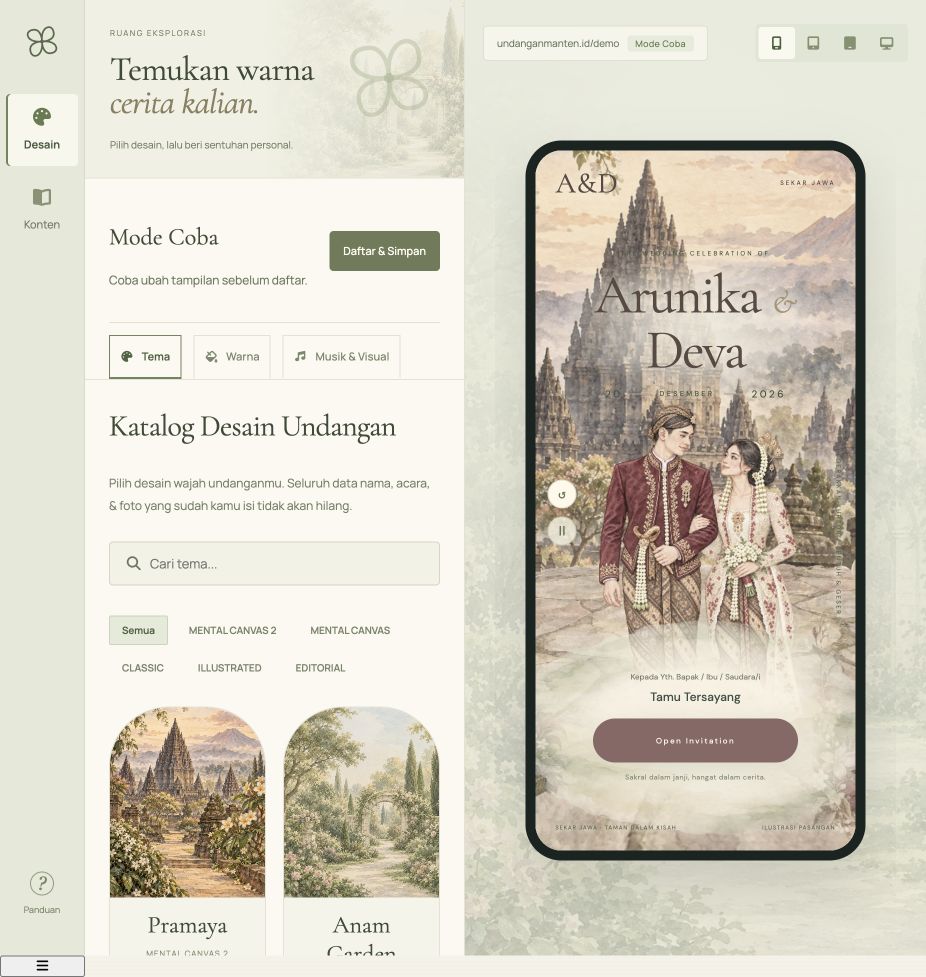 RUANG EKSPLORASI
Temukan warna
cerita kalian.
Pilih desain, lalu beri sentuhan personal.
Desain
Konten
Panduan
Mode Coba
Daftar & Simpan
Coba ubah tampilan sebelum daftar.
Tema
Warna
Musik & Visual
Katalog Desain Undangan
Pilih desain wajah undanganmu. Seluruh data nama, acara,
& foto yang sudah kamu isi tidak akan hilang.
Cari tema...
Semua
MENTAL CANVAS 2
MENTAL CANVAS
CLASSIC
ILLUSTRATED
EDITORIAL
Pramaya
MENTAL CANVAS 2
Anam
Garden
undanganmanten.id/demo
Mode Coba
A&D
SEKAR JAWA
WEDDING CELEBRATION OF
Arunika &
Deva
20 DESEMBER 2026
Kepada Yth. Bapak / Ibu / Saudara/i
Tamu Tersayang
Open Invitation
Sakral dalam janji, hangat dalam cerita.
SEKAR JAWA · TAMAN DALAM KISAH
ILUSTRASI PASANGAN